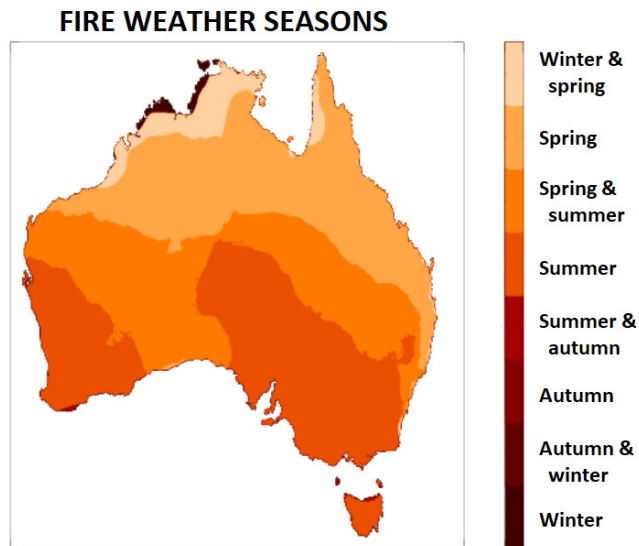 FIRE WEATHER SEASONS
Winter &
spring
Spring
Spring &
summer
Summer
Summer &
autumn
Autumn
Autumn &
winter
Winter